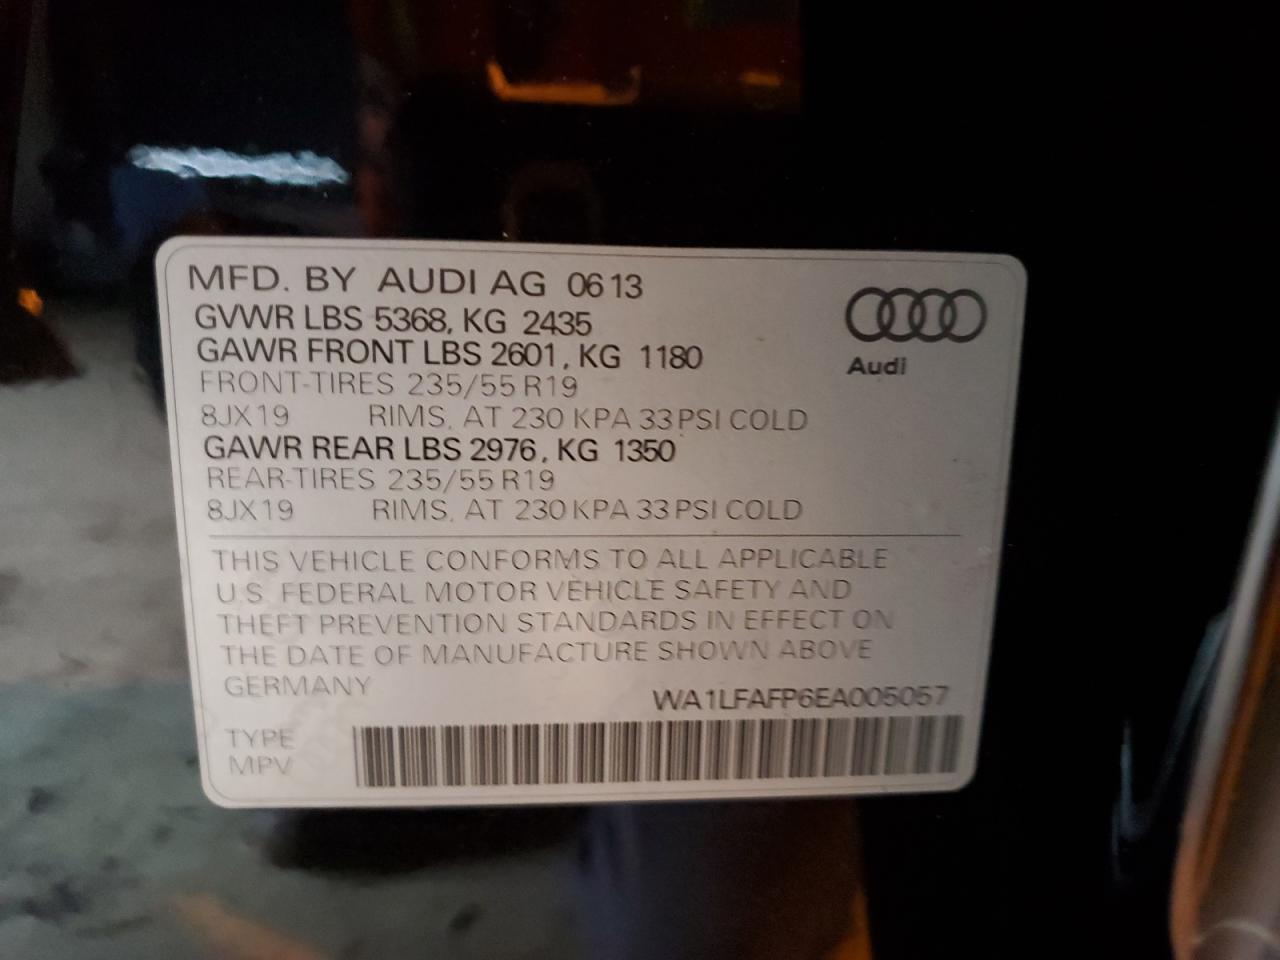 MFD. BY AUDI AG 06 13
GVWR LBS 5368, KG 2435
GAWR FRONT LBS 2601, KG 1180
FRONT-TIRES 235/55 R19
8JX19 RIMS, AT 230 KPA 33 PSI COLD
GAWR REAR LBS 2976, KG 1350
REAR-TIRES 235/55 R19
8JX19 RIMS, AT 230 KPA 33 PSI COLD
Audi
THIS VEHICLE CONFORMS TO ALL APPLICABLE
U.S. FEDERAL MOTOR VEHICLE SAFETY AND
THEFT PREVENTION STANDARDS IN EFFECT ON
THE DATE OF MANUFACTURE SHOWN ABOVE
GERMANY
WA1LFAFP6EA005057
TYPE
MPV